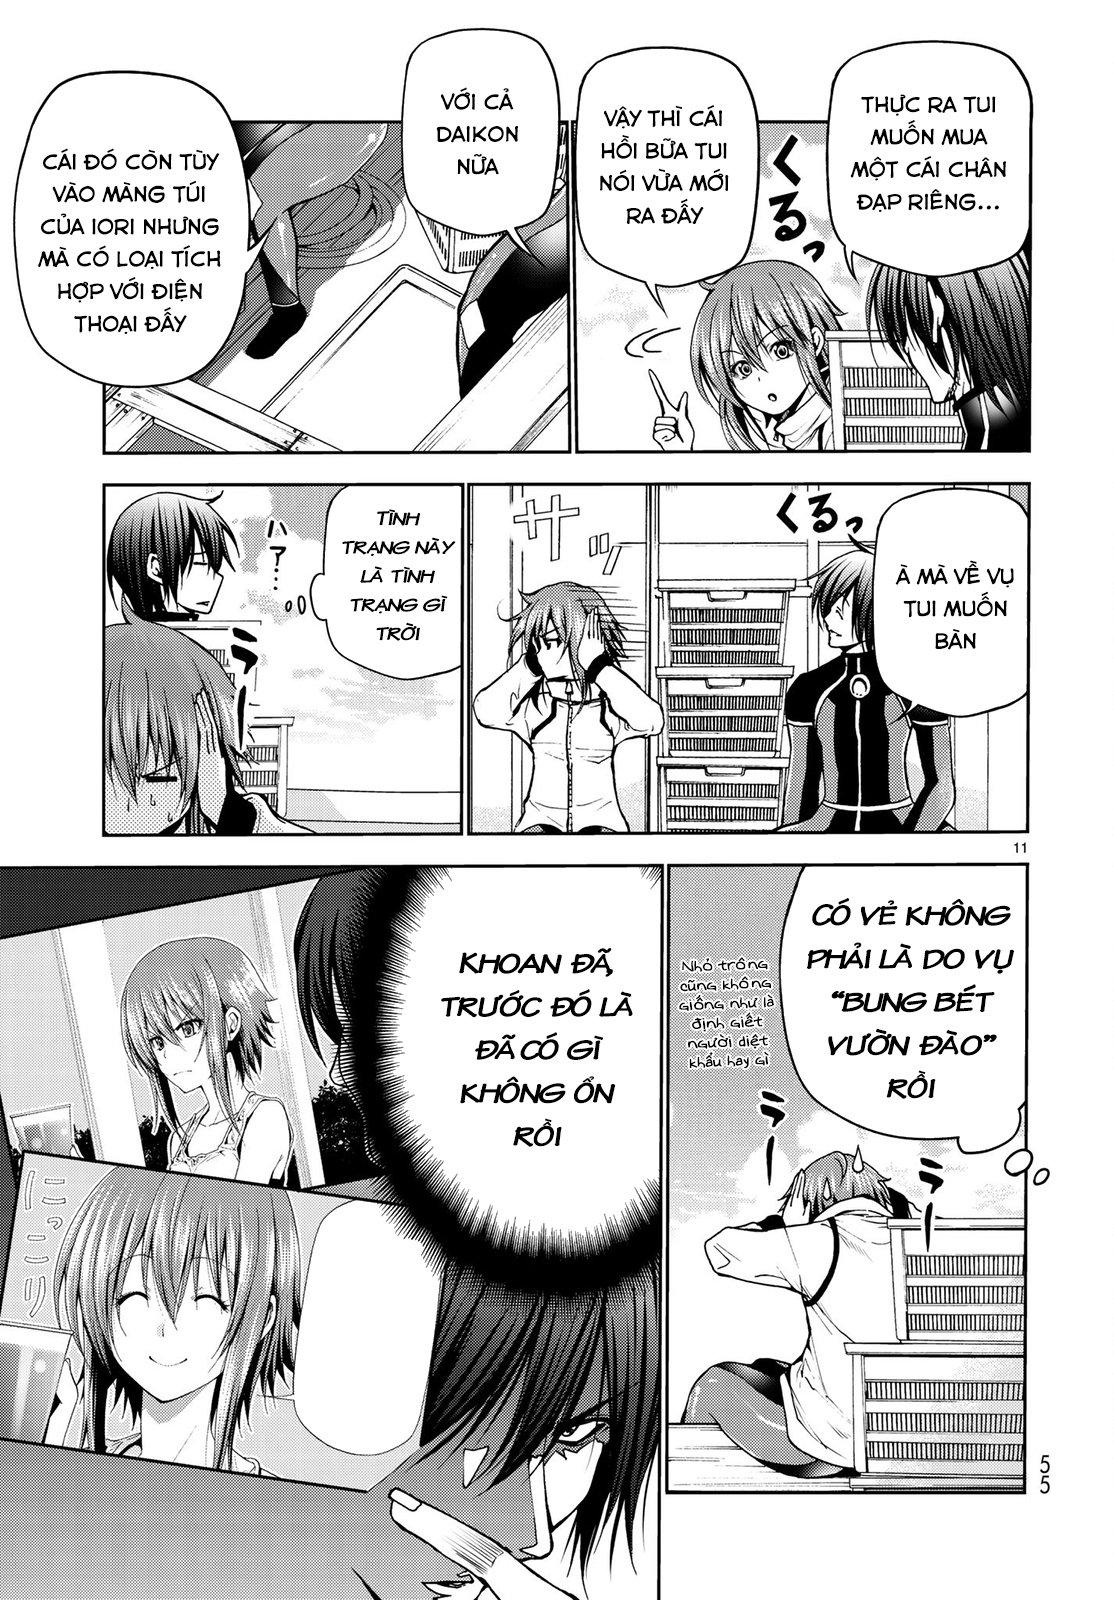 THỰC RA TUI
MUỐN MUA
MỘT CÁI CHÂN
ĐẠP RIÊNG...
くるっ
VẬY THÌ CÁI
HỒI BỮA TUI
NÓI VỪA MỚI
RA ĐẤY
VỚI CẢ
DAIKON
NỮA
CÁI ĐÓ CÒN TÙY
VÀO MÀNG TÚI
CỦA IORI NHƯNG
MÀ CÓ LOẠI TÍCH
HỢP VỚI ĐIỆN
THOẠI ĐẤY
À MÀ VỀ VỤ
TUI MUỐN
BÀN
くるっ
サッ
TÌNH
TRẠNG NÀY
LÀ TÌNH
TRẠNG GÌ
TRỜI
ハァ…
11
CÓ VẺ KHÔNG
PHẢI LÀ DO VỤ
“BUNG BÉT
VƯỜN ĐÀO”
RỒI
Nhỏ trông
cũng không
giống như là
định giết
người diệt
khẩu hay gì
KHOAN ĐÃ,
TRƯỚC ĐÓ LÀ
ĐÃ CÓ GÌ
KHÔNG ỔN
RỒI
にっこり
55